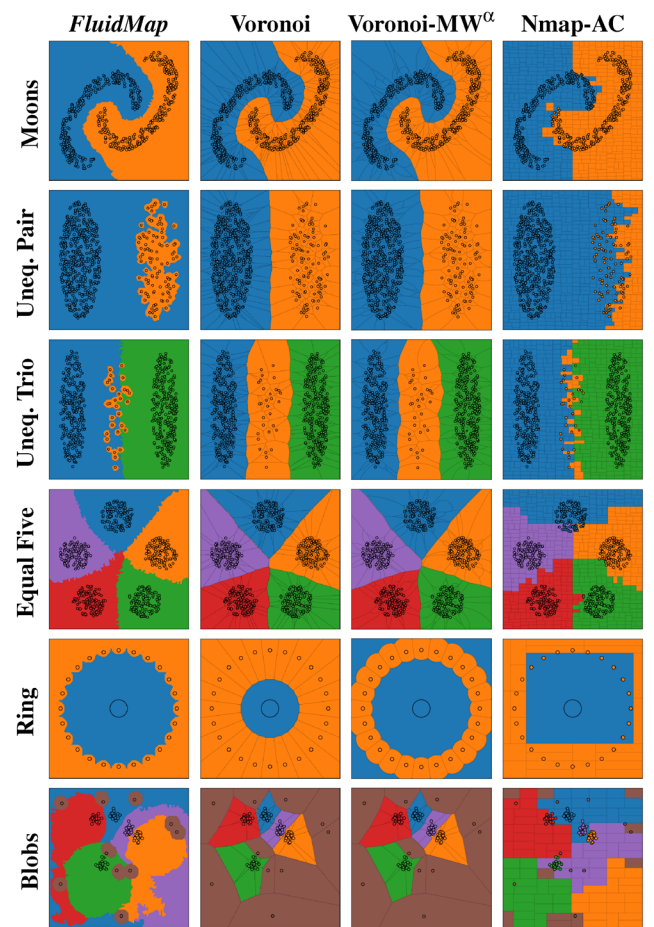 FluidMap Voronoi Voronoi-MWα Nmap-AC
Moons
Uneq. Pair
Uneq. Trio
Equal Five
Ring
Blobs